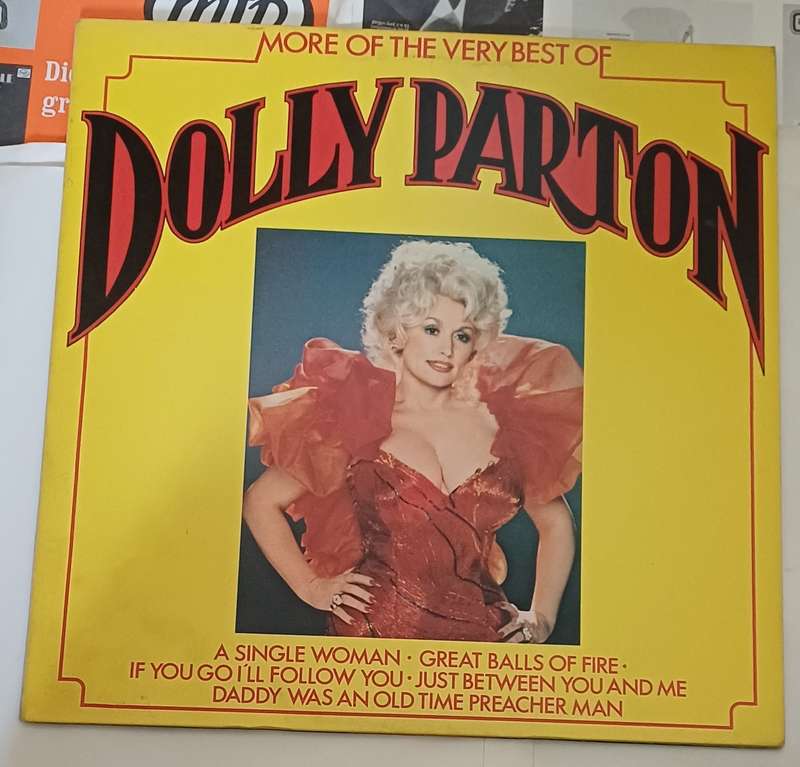 MORE OF THE VERY BEST OF
DOLLY PARTON
A SINGLE WOMAN · GREAT BALLS OF FIRE ·
IF YOU GO I'LL FOLLOW YOU · JUST BETWEEN YOU AND ME
DADDY WAS AN OLD TIME PREACHER MAN